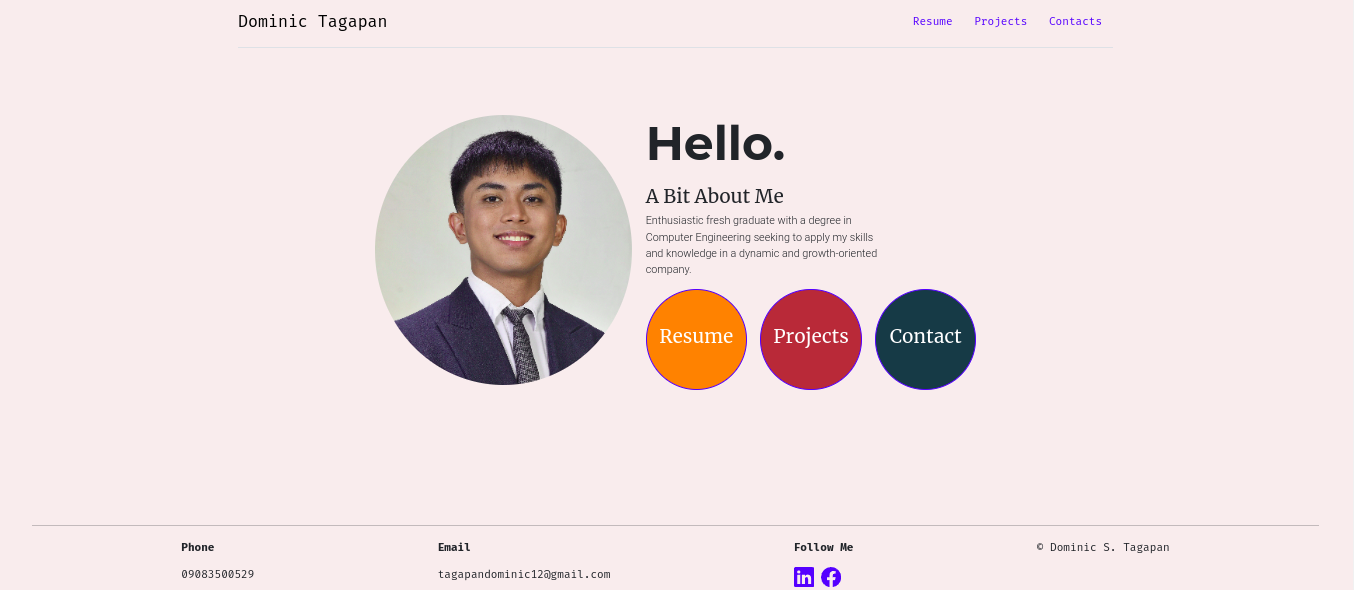 Dominic Tagapan
Resume Projects Contacts
Hello.
A Bit About Me
Enthusiastic fresh graduate with a degree in
Computer Engineering seeking to apply my skills
and knowledge in a dynamic and growth-oriented
company.
Resume
Projects
Contact
Phone
09083500529
Email
tagapandominic12@gmail.com
Follow Me
© Dominic S. Tagapan